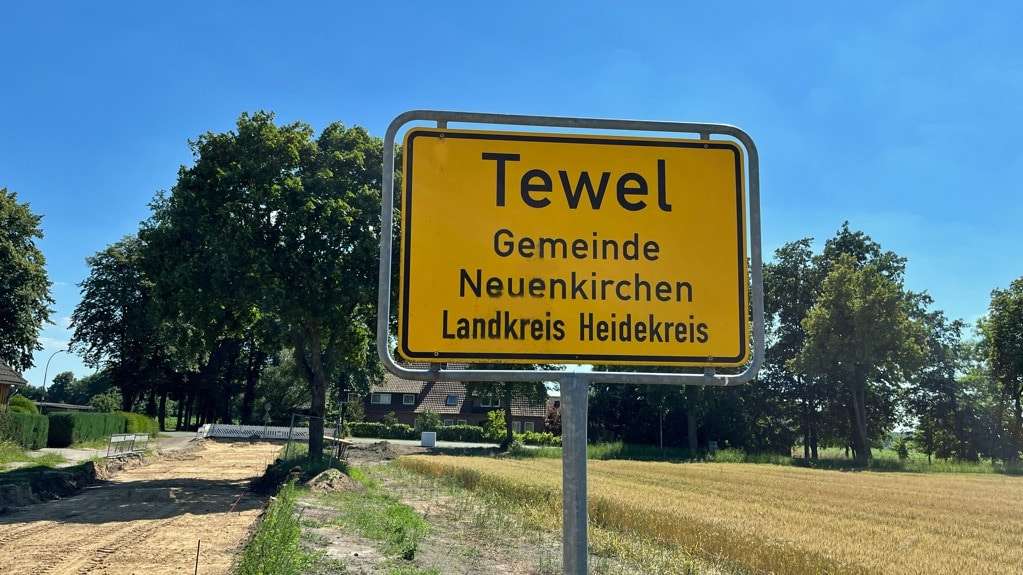 Tewel
Gemeinde
Neuenkirchen
Landkreis Heidekreis